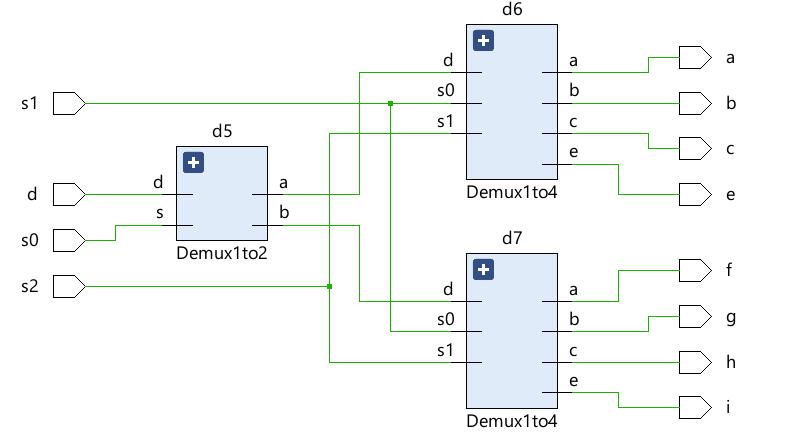 d6
d a
s0 b
s1 c
e
Demux1to4
a
b
c
e
s1
d
s0
s2
d5
d a
s b
Demux1to2
d7
d a
s0 b
s1 c
e
Demux1to4
f
g
h
i